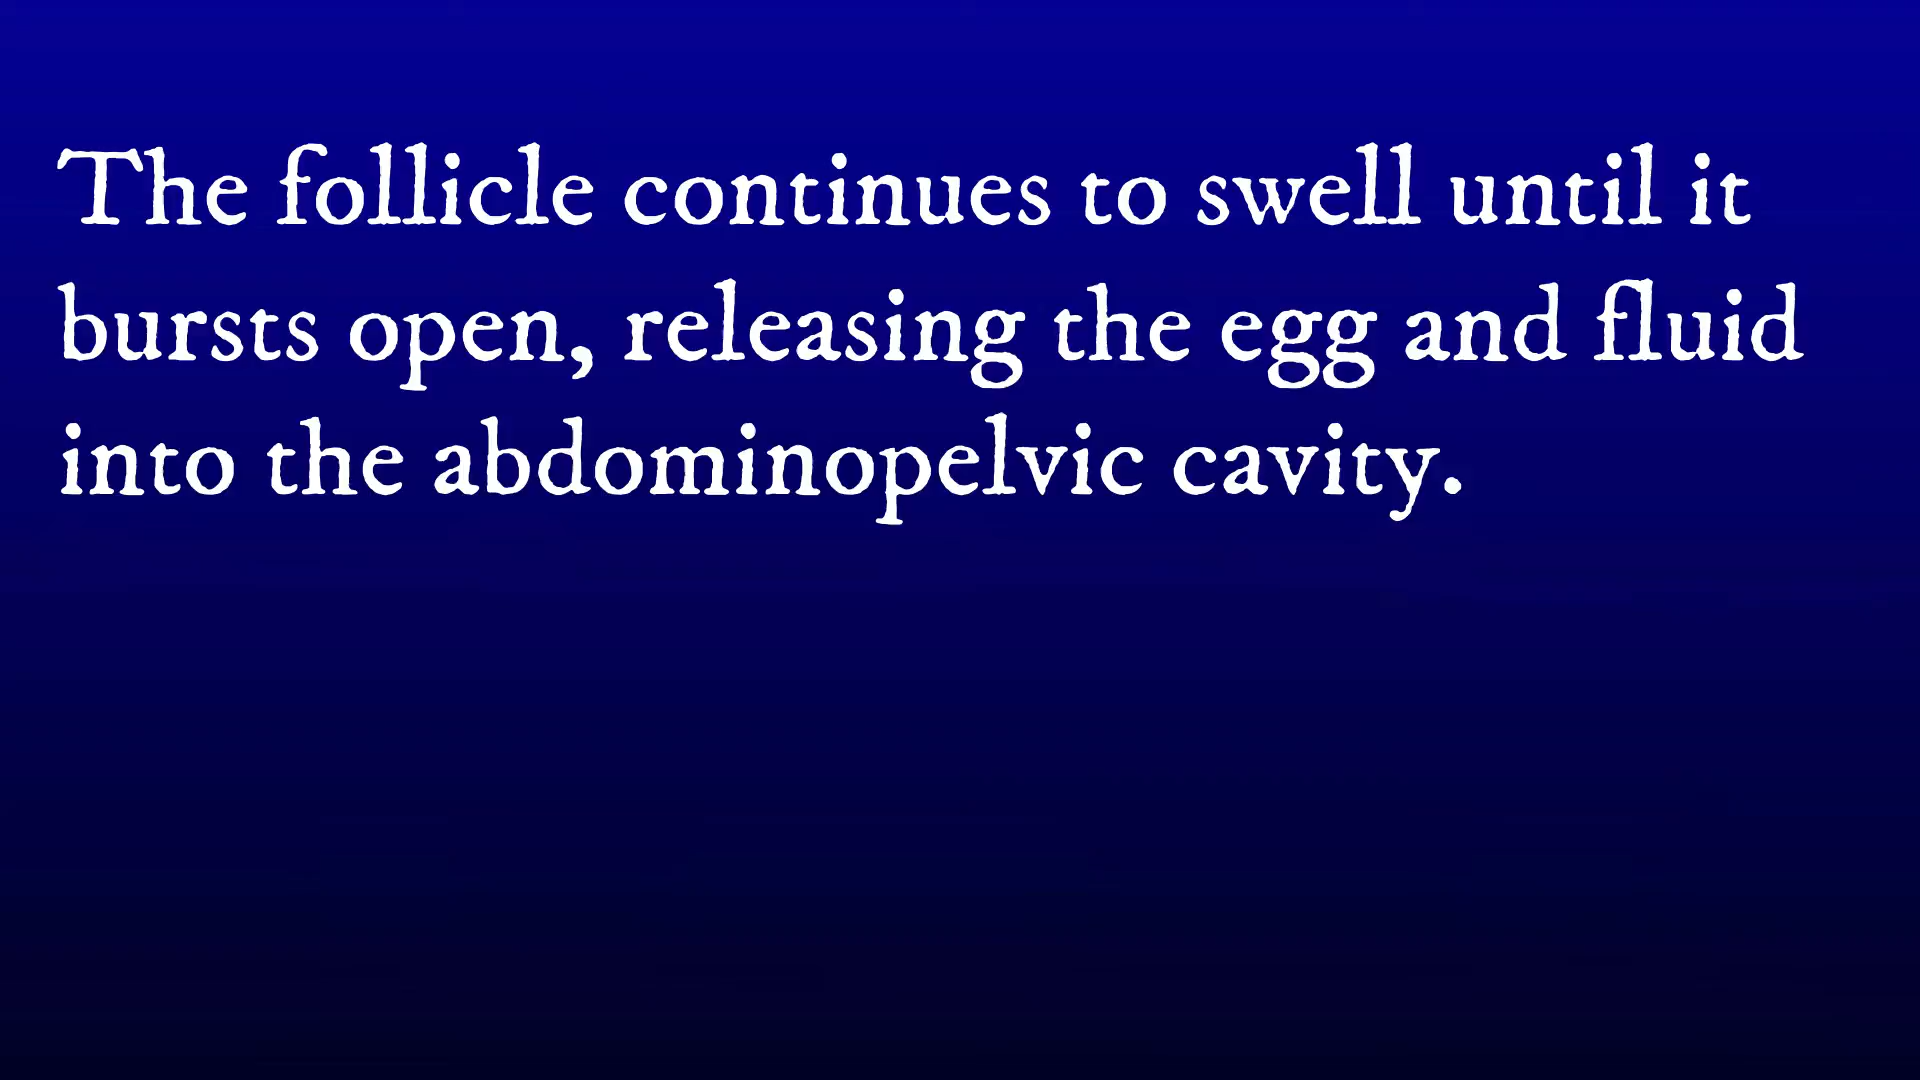 The follicle continues to swell until it
bursts open, releasing the egg and fluid
into the abdominopelvic cavity.